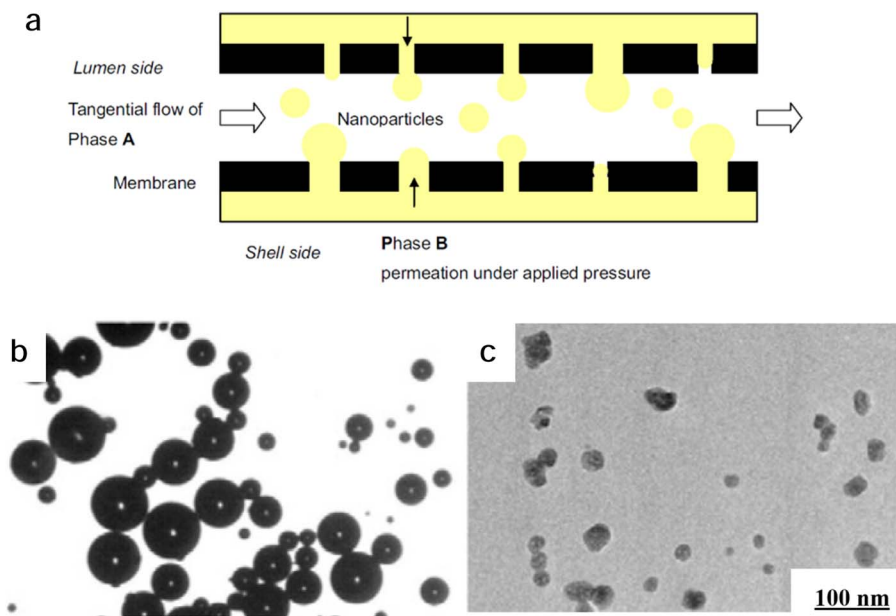 a
Lumen side
Tangential flow of
Phase A
Nanoparticles
Membrane
Shell side
Phase B
permeation under applied pressure
b
c
100 nm